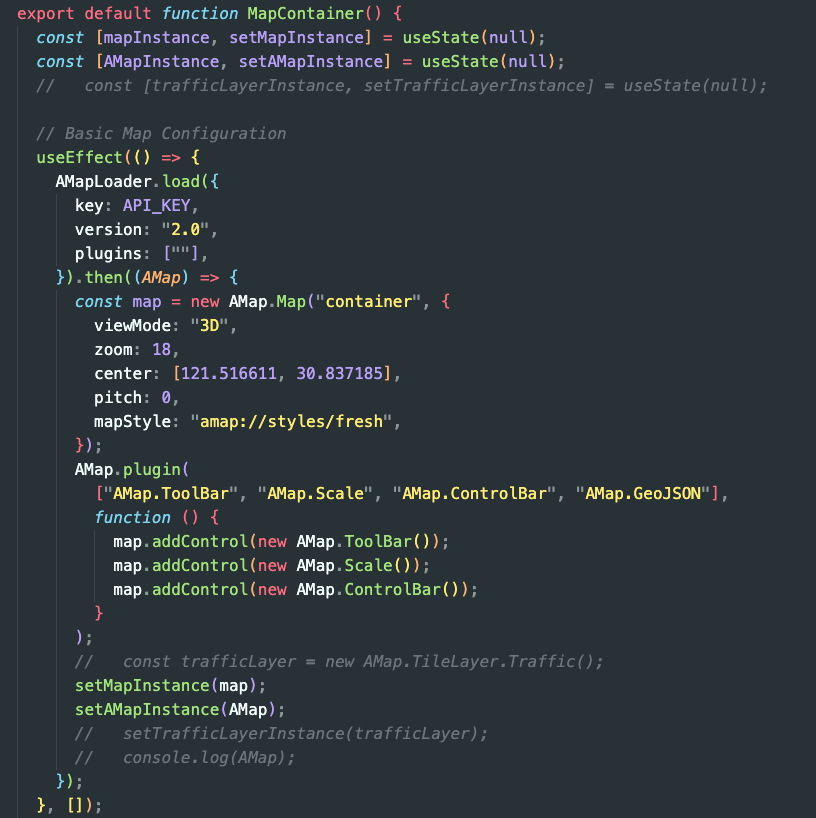 export default function MapContainer() {
  const [mapInstance, setMapInstance] = useState(null);
  const [AMapInstance, setAMapInstance] = useState(null);
  //   const [trafficLayerInstance, setTrafficLayerInstance] = useState(null);

  // Basic Map Configuration
  useEffect(() => {
    AMapLoader.load({
      key: API_KEY,
      version: "2.0",
      plugins: [""],
    }).then((AMap) => {
      const map = new AMap.Map("container", {
        viewMode: "3D",
        zoom: 18,
        center: [121.516611, 30.837185],
        pitch: 0,
        mapStyle: "amap://styles/fresh",
      });
      AMap.plugin(
        ["AMap.ToolBar", "AMap.Scale", "AMap.ControlBar", "AMap.GeoJSON"],
        function () {
          map.addControl(new AMap.ToolBar());
          map.addControl(new AMap.Scale());
          map.addControl(new AMap.ControlBar());
        }
      );
      //   const trafficLayer = new AMap.TileLayer.Traffic();
      setMapInstance(map);
      setAMapInstance(AMap);
      //   setTrafficLayerInstance(trafficLayer);
      //   console.log(AMap);
    });
  }, []);